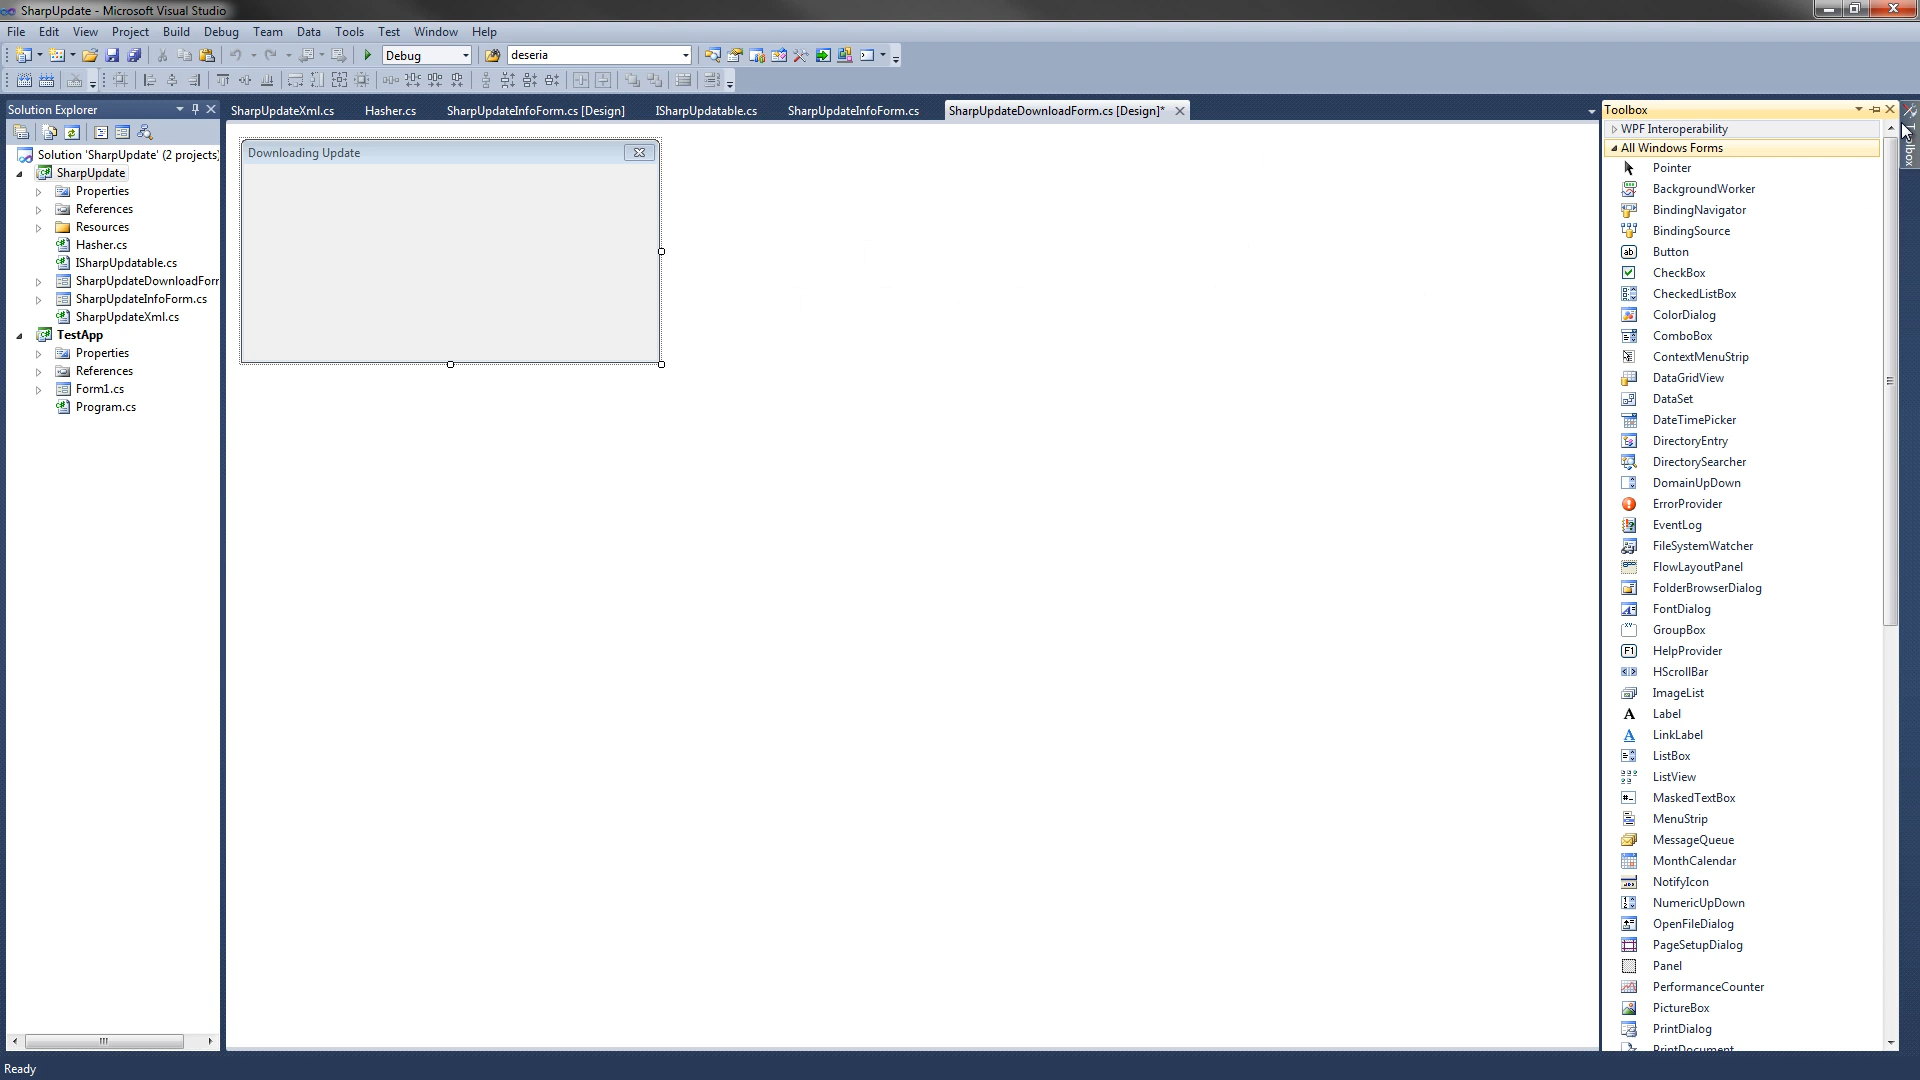 SharpUpdate - Microsoft Visual Studio
File Edit View Project Build Debug Team Data Tools Test Window Help
Debug deseria
Solution Explorer
SharpUpdateXml.cs Hasher.cs SharpUpdateInfoForm.cs [Design] ISharpUpdatable.cs SharpUpdateInfoForm.cs SharpUpdateDownloadForm.cs [Design]*
Solution 'SharpUpdate' (2 projects)
SharpUpdate
Properties
References
Resources
Hasher.cs
ISharpUpdatable.cs
SharpUpdateDownloadForr
SharpUpdateInfoForm.cs
SharpUpdateXml.cs
TestApp
Properties
References
Form1.cs
Program.cs
Downloading Update
Toolbox
WPF Interoperability
All Windows Forms
Pointer
BackgroundWorker
BindingNavigator
BindingSource
Button
CheckBox
CheckedListBox
ColorDialog
ComboBox
ContextMenuStrip
DataGridView
DataSet
DateTimePicker
DirectoryEntry
DirectorySearcher
DomainUpDown
ErrorProvider
EventLog
FileSystemWatcher
FlowLayoutPanel
FolderBrowserDialog
FontDialog
GroupBox
HelpProvider
HScrollBar
ImageList
Label
LinkLabel
ListBox
ListView
MaskedTextBox
MenuStrip
MessageQueue
MonthCalendar
NotifyIcon
NumericUpDown
OpenFileDialog
PageSetupDialog
Panel
PerformanceCounter
PictureBox
PrintDialog
PrintDocument
Ready